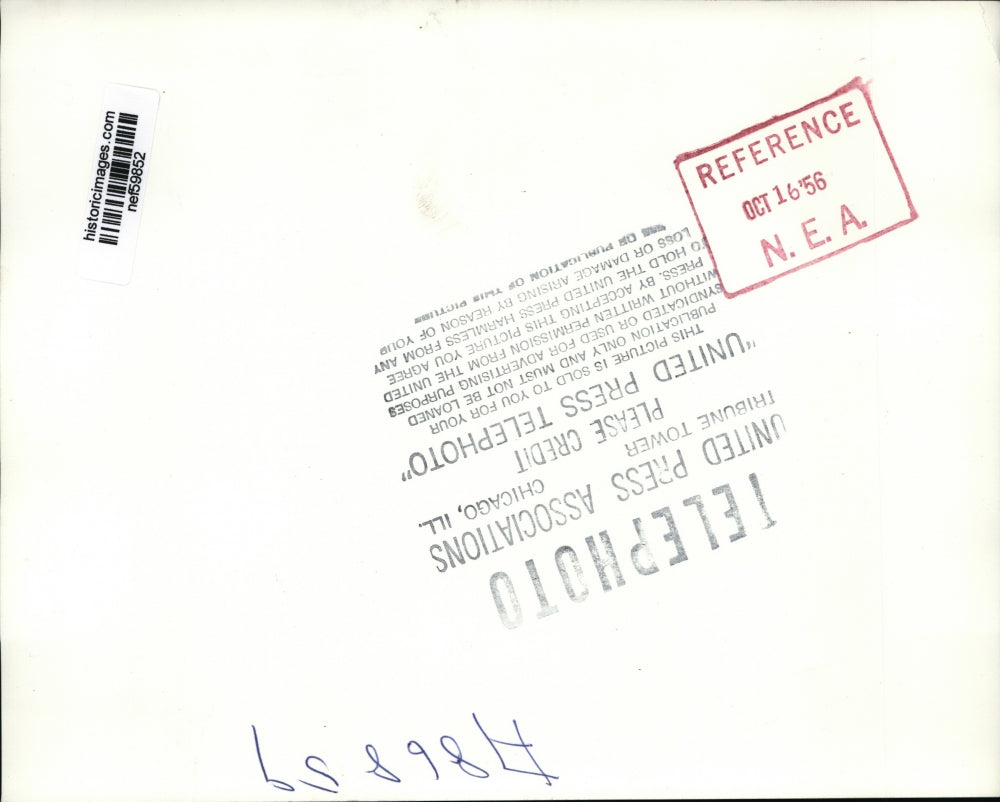 historicimages.com
nef59852
REFERENCE
OCT 16 '56
N. E. A.
TELEPHOTO
UNITED PRESS ASSOCIATIONS
TRIBUNE TOWER CHICAGO, ILL.
PLEASE CREDIT
"UNITED PRESS TELEPHOTO"
THIS PICTURE IS SOLD TO YOU FOR YOUR
PUBLICATION ONLY AND MUST NOT BE LOANED
SYNDICATED OR USED FOR ADVERTISING PURPOSES
WITHOUT WRITTEN PERMISSION FROM THE UNITED
PRESS. BY ACCEPTING THIS PICTURE YOU AGREE
TO HOLD THE UNITED PRESS HARMLESS FROM ANY
LOSS OR DAMAGE ARISING BY REASON OF YOUR
USE OR PUBLICATION OF THIS PICTURE